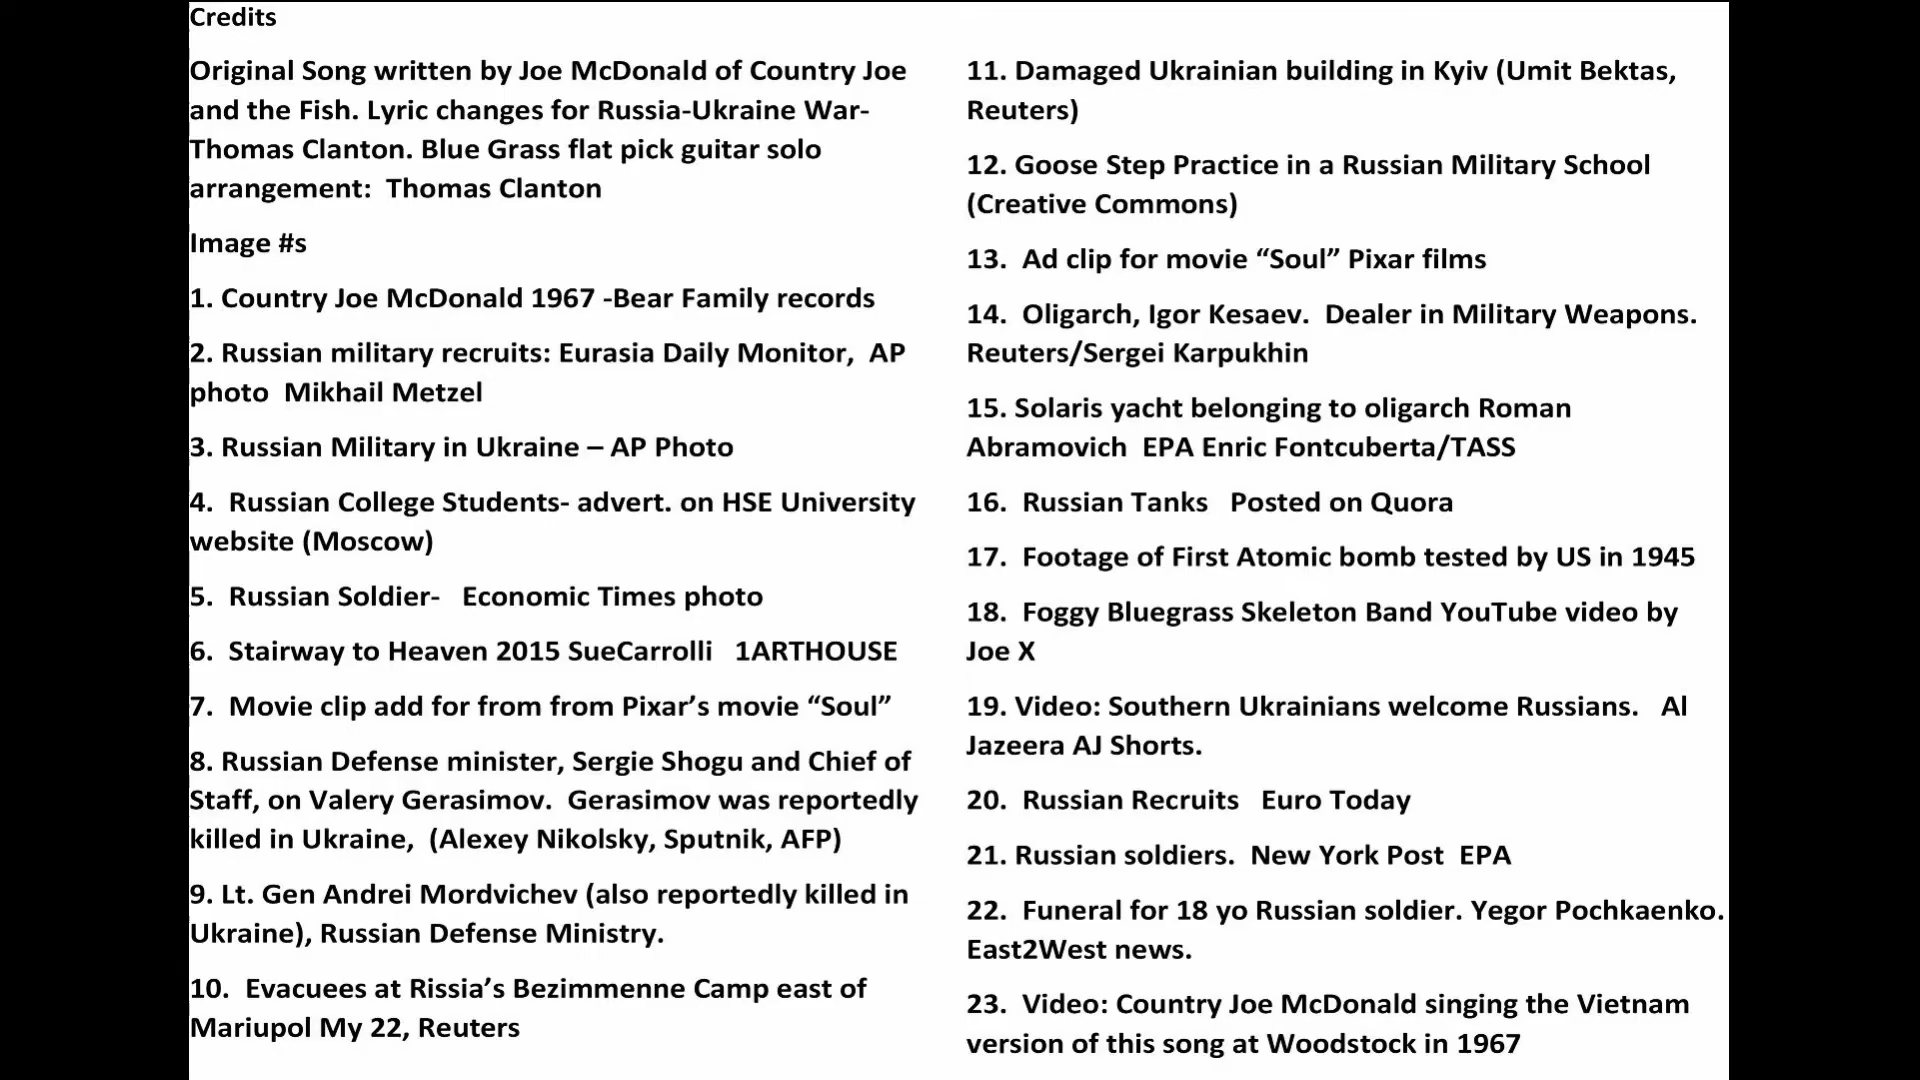 Credits
Original Song written by Joe McDonald of Country Joe
and the Fish. Lyric changes for Russia-Ukraine War-
Thomas Clanton. Blue Grass flat pick guitar solo
arrangement:  Thomas Clanton
Image #s
1. Country Joe McDonald 1967 -Bear Family records
2. Russian military recruits: Eurasia Daily Monitor,  AP
photo  Mikhail Metzel
3. Russian Military in Ukraine – AP Photo
4.  Russian College Students- advert. on HSE University
website (Moscow)
5.  Russian Soldier-   Economic Times photo
6.  Stairway to Heaven 2015 SueCarrolli   1ARTHOUSE
7.  Movie clip add for from from Pixar’s movie “Soul”
8. Russian Defense minister, Sergie Shogu and Chief of
Staff, on Valery Gerasimov.  Gerasimov was reportedly
killed in Ukraine,  (Alexey Nikolsky, Sputnik, AFP)
9. Lt. Gen Andrei Mordvichev (also reportedly killed in
Ukraine), Russian Defense Ministry.
10.  Evacuees at Rissia’s Bezimmenne Camp east of
Mariupol My 22, Reuters
11. Damaged Ukrainian building in Kyiv (Umit Bektas,
Reuters)
12. Goose Step Practice in a Russian Military School
(Creative Commons)
13.  Ad clip for movie “Soul” Pixar films
14.  Oligarch, Igor Kesaev.  Dealer in Military Weapons.
Reuters/Sergei Karpukhin
15. Solaris yacht belonging to oligarch Roman
Abramovich  EPA Enric Fontcuberta/TASS
16.  Russian Tanks   Posted on Quora
17.  Footage of First Atomic bomb tested by US in 1945
18.  Foggy Bluegrass Skeleton Band YouTube video by
Joe X
19. Video: Southern Ukrainians welcome Russians.   Al
Jazeera AJ Shorts.
20.  Russian Recruits   Euro Today
21. Russian soldiers.  New York Post  EPA
22.  Funeral for 18 yo Russian soldier. Yegor Pochkaenko.
East2West news.
23.  Video: Country Joe McDonald singing the Vietnam
version of this song at Woodstock in 1967